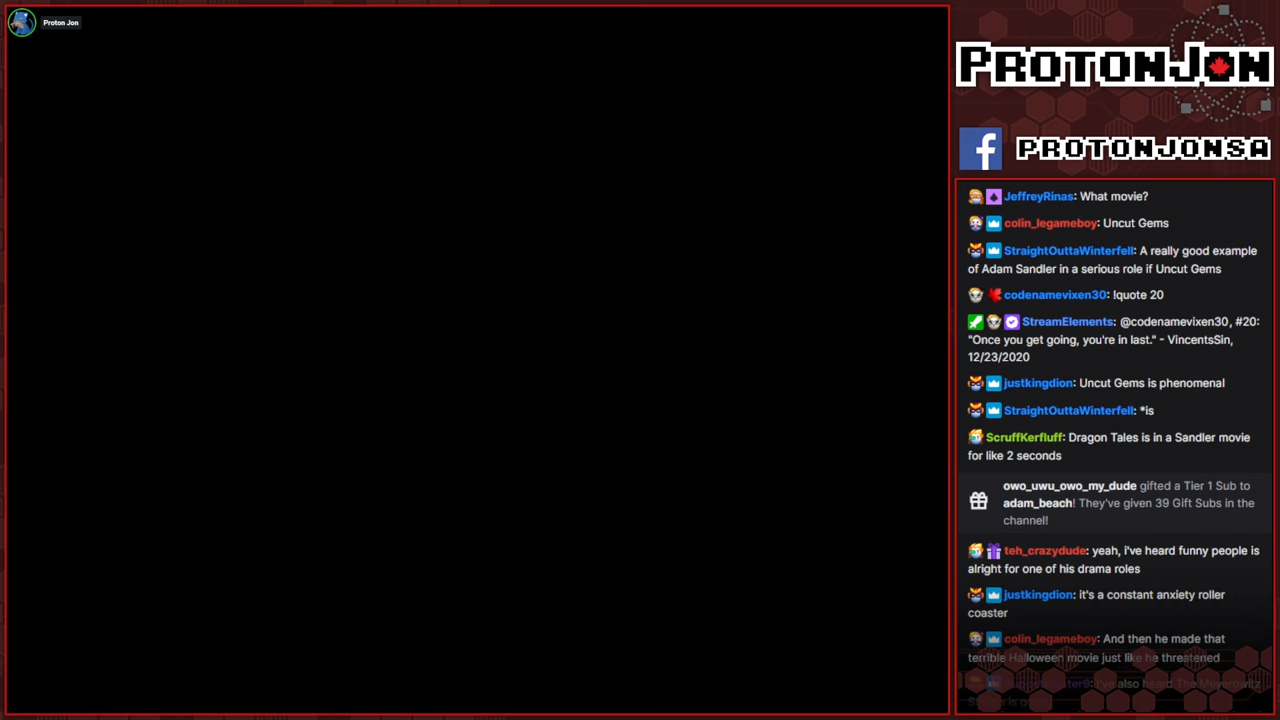 Proton Jon
PROTONJON
PROTONJONSA
JeffreyRinas: What movie?
colin_legameboy: Uncut Gems
StraightOuttaWinterfell: A really good example
of Adam Sandler in a serious role if Uncut Gems
codenamevixen30: !quote 20
StreamElements: @codenamevixen30, #20:
"Once you get going, you're in last." - VincentsSin,
12/23/2020
justkingdion: Uncut Gems is phenomenal
StraightOuttaWinterfell: *is
ScruffKerfluff: Dragon Tales is in a Sandler movie
for like 2 seconds
owo_uwu_owo_my_dude gifted a Tier 1 Sub to
adam_beach! They've given 39 Gift Subs in the
channel!
teh_crazydude: yeah, i've heard funny people is
alright for one of his drama roles
justkingdion: it's a constant anxiety roller
coaster
colin_legameboy: And then he made that
terrible Halloween movie just like he threatened
I've also heard The Meyerowitz